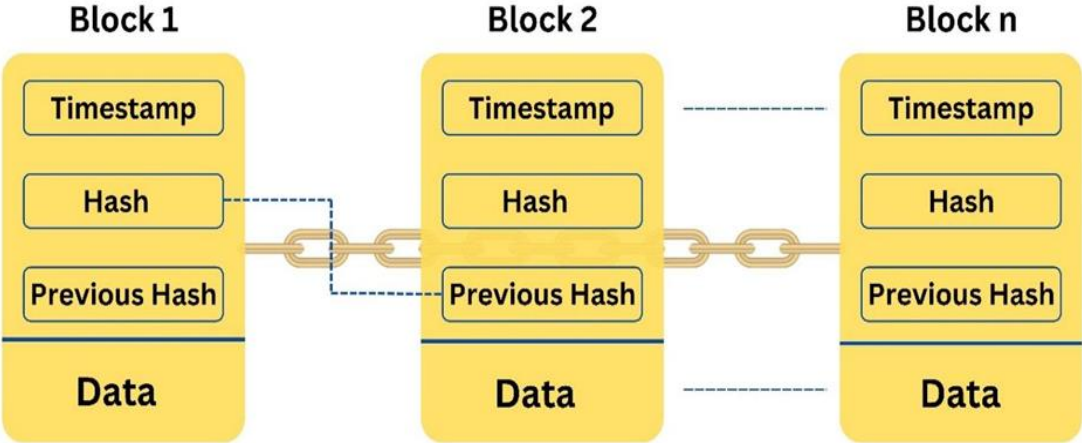 Block 1
Block 2
Block n
Timestamp
Timestamp
Timestamp
Hash
Hash
Hash
Previous Hash
Previous Hash
Previous Hash
Data
Data
Data